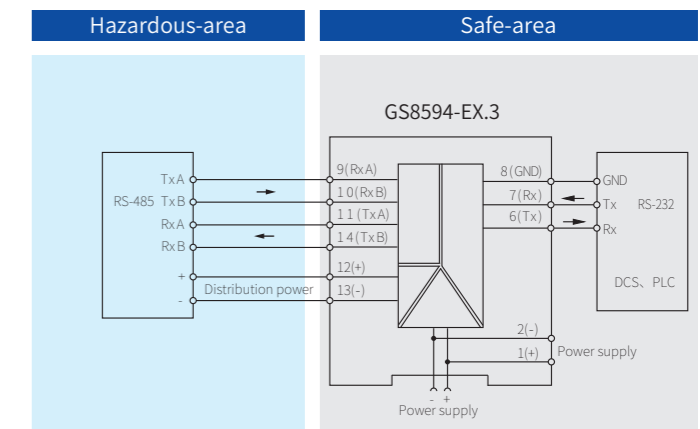 Hazardous-area
Safe-area
GS8594-EX.3
TxA
RS-485 TxB
RxA
RxB
+
-
Distribution power
9(RxA)
10(RxB)
11(TxA)
14(TxB)
12(+)
13(-)
8(GND)
7(Rx)
6(Tx)
GND
Tx RS-232
Rx
DCS、PLC
2(-)
1(+)
Power supply
- +
Power supply